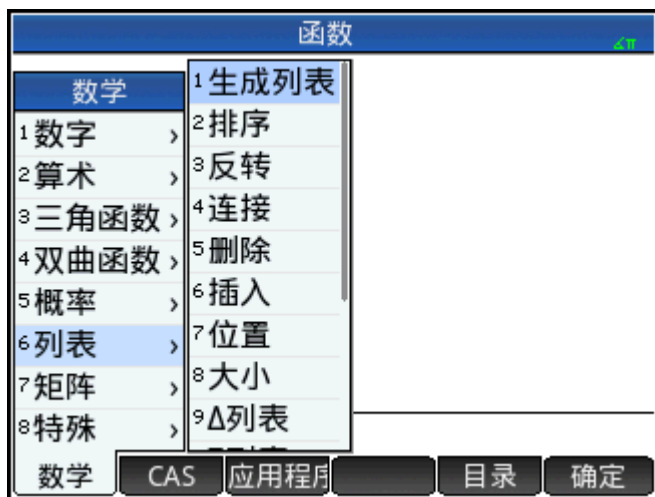 函数
∡π
数学
1数字 ›
2算术 ›
3三角函数 ›
4双曲函数 ›
5概率 ›
6列表 ›
7矩阵 ›
8特殊 ›
1生成列表
2排序
3反转
4连接
5删除
6插入
7位置
8大小
9Δ列表
数学
CAS
应用程序
目录
确定